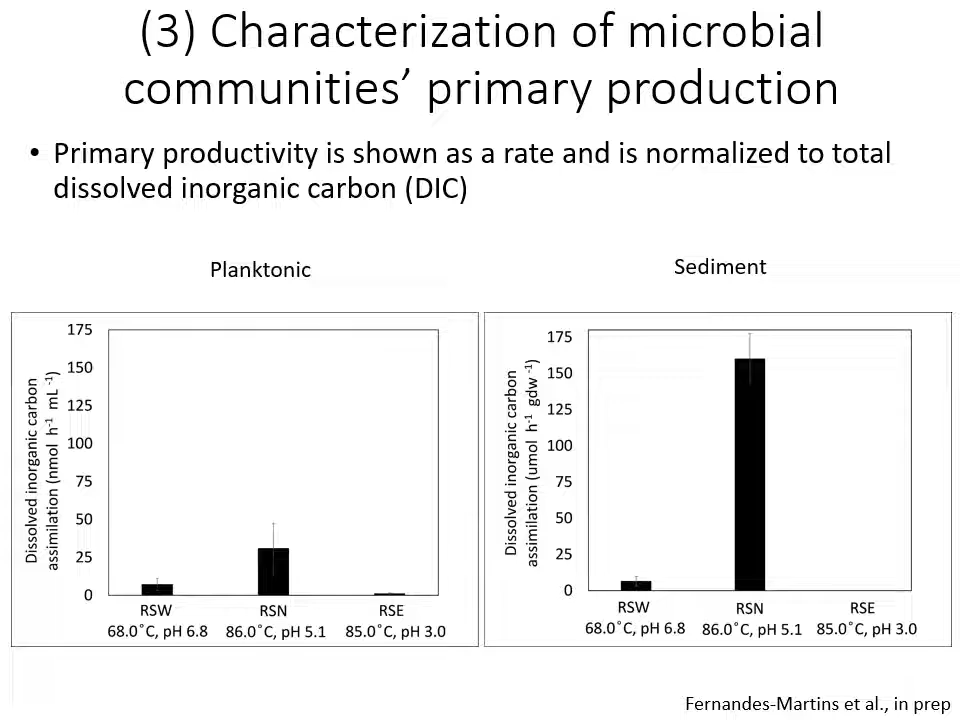 (3) Characterization of microbial
communities’ primary production
• Primary productivity is shown as a rate and is normalized to total
dissolved inorganic carbon (DIC)
Planktonic
Dissolved inorganic carbon
assimilation (nmol h-1 mL -1)
175
150
125
100
75
50
25
0
RSW
68.0˚C, pH 6.8
RSN
86.0˚C, pH 5.1
RSE
85.0˚C, pH 3.0
Sediment
Dissolved inorganic carbon
assimilation (umol h-1 gdw -1)
175
150
125
100
75
50
25
0
RSW
68.0˚C, pH 6.8
RSN
86.0˚C, pH 5.1
RSE
85.0˚C, pH 3.0
Fernandes-Martins et al., in prep